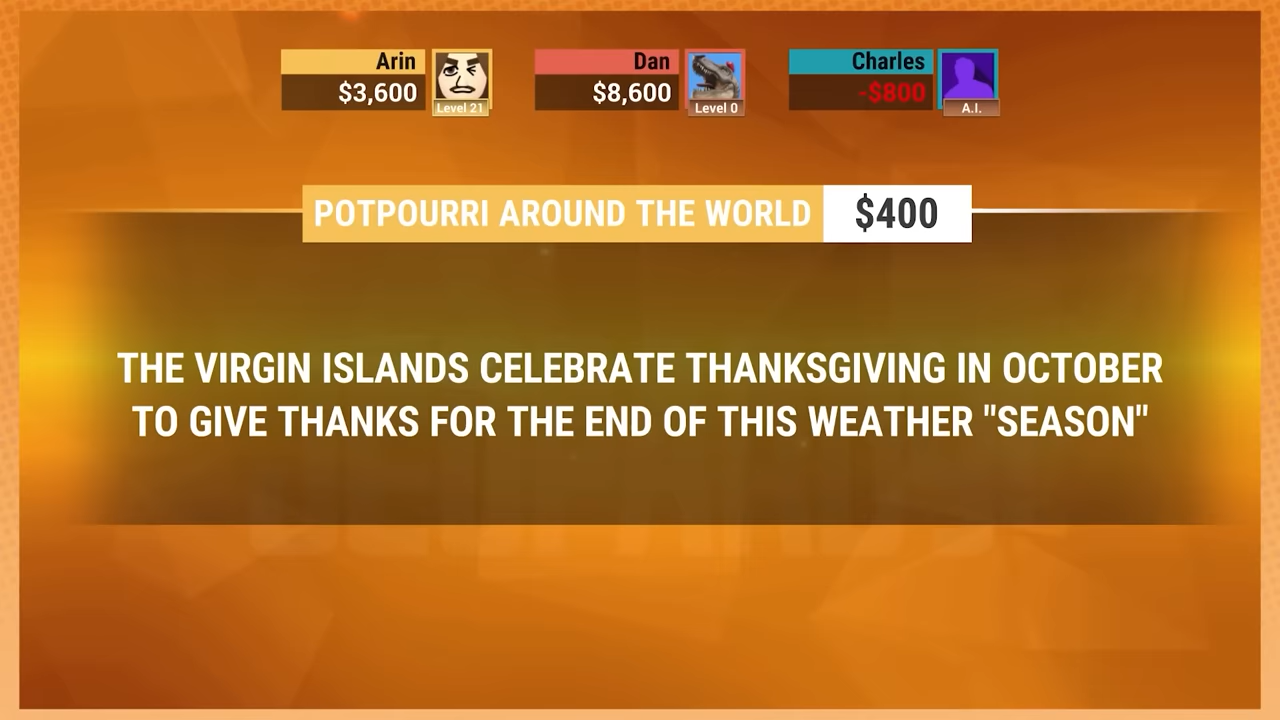 Arin
$3,600
Level 21
Dan
$8,600
Level 0
Charles
-$800
A.I.
POTPOURRI AROUND THE WORLD $400
THE VIRGIN ISLANDS CELEBRATE THANKSGIVING IN OCTOBER
TO GIVE THANKS FOR THE END OF THIS WEATHER "SEASON"